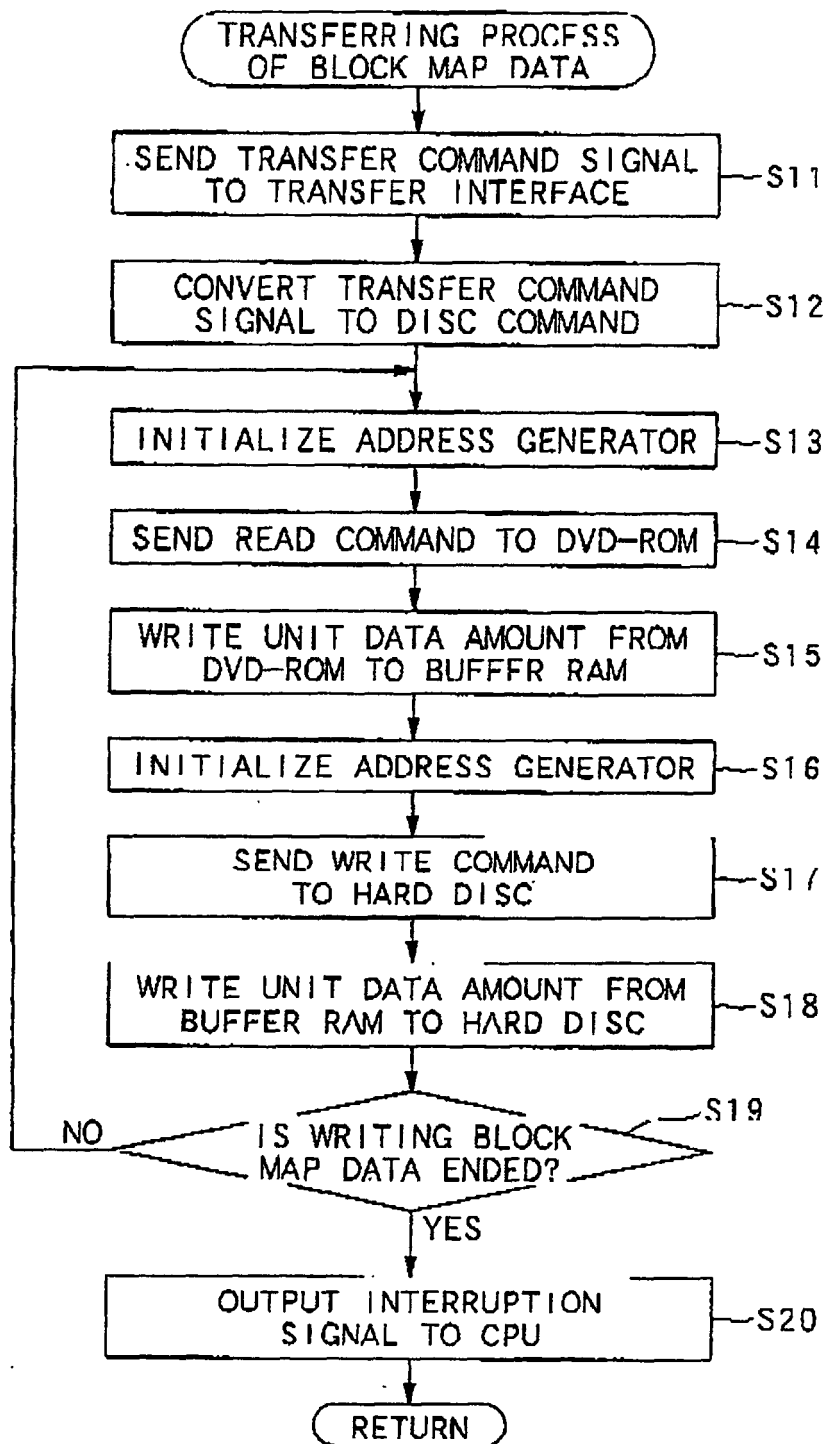 TRANSFERRING PROCESS
OF BLOCK MAP DATA
SEND TRANSFER COMMAND SIGNAL
TO TRANSFER INTERFACE
S11
CONVERT TRANSFER COMMAND
SIGNAL TO DISC COMMAND
S12
INITIALIZE ADDRESS GENERATOR
S13
SEND READ COMMAND TO DVD-ROM
S14
WRITE UNIT DATA AMOUNT FROM
DVD-ROM TO BUFFFR RAM
S15
INITIALIZE ADDRESS GENERATOR
S16
SEND WRITE COMMAND
TO HARD DISC
S17
WRITE UNIT DATA AMOUNT FROM
BUFFER RAM TO HARD DISC
S18
S19
NO
IS WRITING BLOCK
MAP DATA ENDED?
YES
OUTPUT INTERRUPTION
SIGNAL TO CPU
S20
RETURN